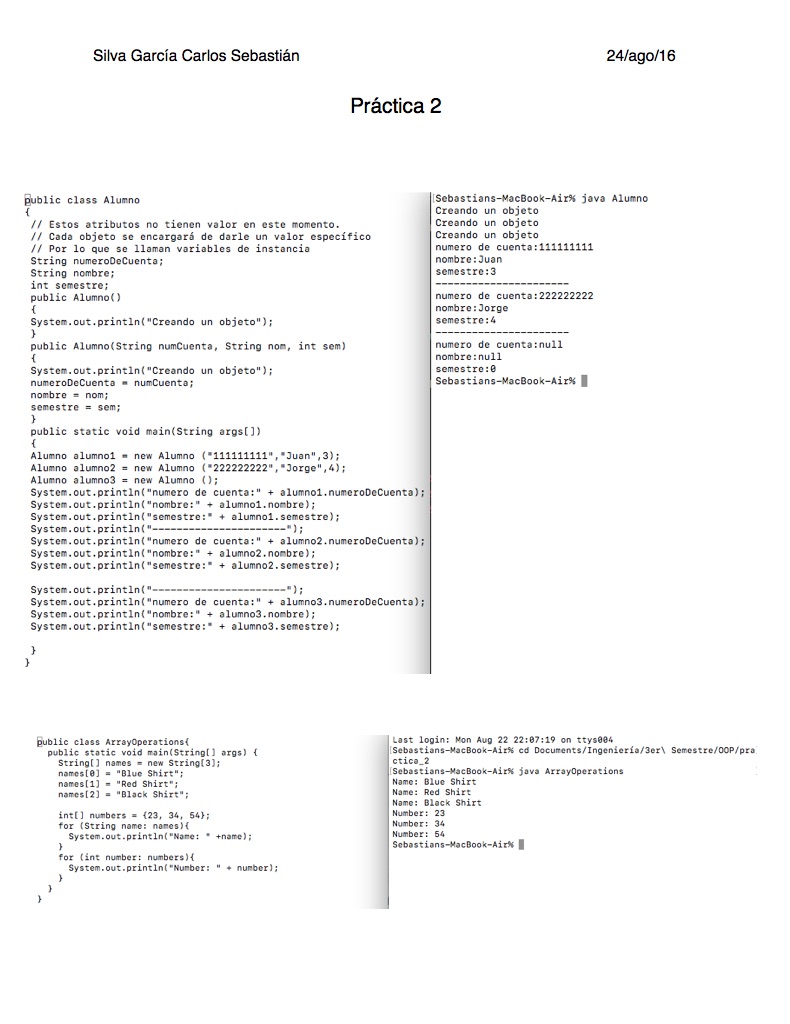 Silva García Carlos Sebastián 24/ago/16
Práctica 2
public class Alumno
{
// Estos atributos no tienen valor en este momento.
// Cada objeto se encargará de darle un valor específico
// Por lo que se llaman variables de instancia
String numeroDeCuenta;
String nombre;
int semestre;
public Alumno()
{
System.out.println("Creando un objeto");
}
public Alumno(String numCuenta, String nom, int sem)
{
System.out.println("Creando un objeto");
numeroDeCuenta = numCuenta;
nombre = nom;
semestre = sem;
}
public static void main(String args[])
{
Alumno alumno1 = new Alumno ("111111111","Juan",3);
Alumno alumno2 = new Alumno ("222222222","Jorge",4);
Alumno alumno3 = new Alumno ();
System.out.println("numero de cuenta:" + alumno1.numeroDeCuenta);
System.out.println("nombre:" + alumno1.nombre);
System.out.println("semestre:" + alumno1.semestre);
System.out.println("----------------------");
System.out.println("numero de cuenta:" + alumno2.numeroDeCuenta);
System.out.println("nombre:" + alumno2.nombre);
System.out.println("semestre:" + alumno2.semestre);
System.out.println("----------------------");
System.out.println("numero de cuenta:" + alumno3.numeroDeCuenta);
System.out.println("nombre:" + alumno3.nombre);
System.out.println("semestre:" + alumno3.semestre);
}
}
[Sebastians-MacBook-Air% java Alumno
Creando un objeto
Creando un objeto
Creando un objeto
numero de cuenta:111111111
nombre:Juan
semestre:3
----------------------
numero de cuenta:222222222
nombre:Jorge
semestre:4
----------------------
numero de cuenta:null
nombre:null
semestre:0
Sebastians-MacBook-Air%
public class ArrayOperations{
public static void main(String[] args) {
String[] names = new String[3];
names[0] = "Blue Shirt";
names[1] = "Red Shirt";
names[2] = "Black Shirt";
int[] numbers = {23, 34, 54};
for (String name: names){
System.out.println("Name: " +name);
}
for (int number: numbers){
System.out.println("Number: " + number);
}
}
}
Last login: Mon Aug 22 22:07:19 on ttys004
[Sebastians-MacBook-Air% cd Documents/Ingeniería/3er\ Semestre/OOP/pra
ctica_2
[Sebastians-MacBook-Air% java ArrayOperations
Name: Blue Shirt
Name: Red Shirt
Name: Black Shirt
Number: 23
Number: 34
Number: 54
Sebastians-MacBook-Air%